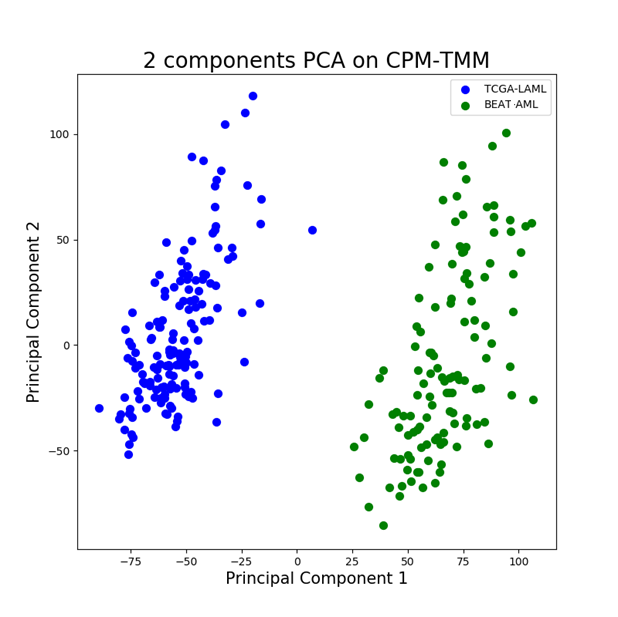 2 components PCA on CPM-TMM
TCGA-LAML
BEAT-AML
100
50
0
−50
−75
−50
−25
0
25
50
75
100
Principal Component 2
Principal Component 1